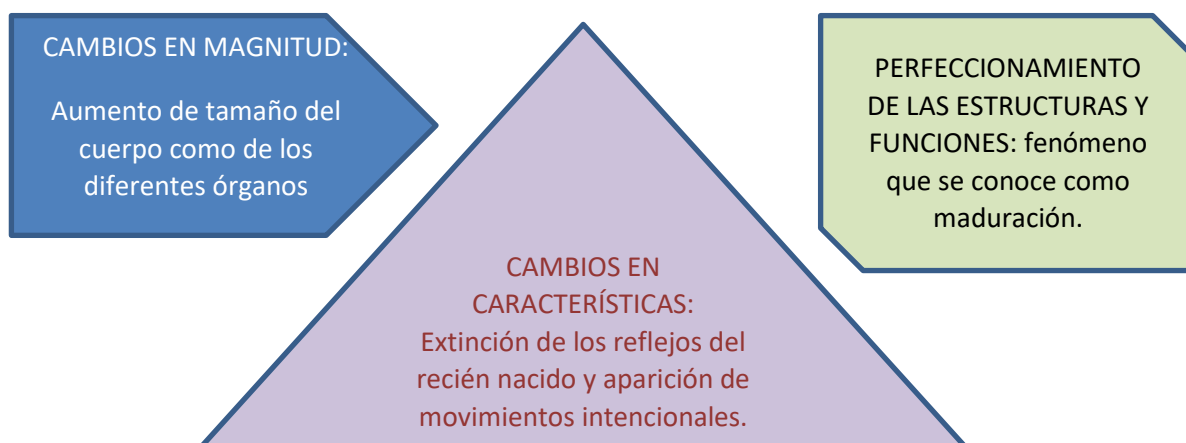 CAMBIOS EN MAGNITUD:
Aumento de tamaño del
cuerpo como de los
diferentes órganos
PERFECCIONAMIENTO
DE LAS ESTRUCTURAS Y
FUNCIONES: fenómeno
que se conoce como
maduración.
CAMBIOS EN
CARACTERÍSTICAS:
Extinción de los reflejos del
recién nacido y aparición de
movimientos intencionales.